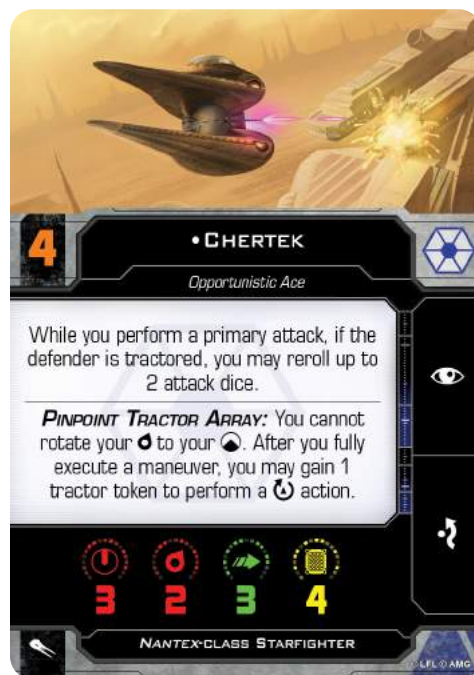 4
• CHERTEK
Opportunistic Ace
While you perform a primary attack, if the
defender is tractored, you may reroll up to
2 attack dice.
PINPOINT TRACTOR ARRAY: You cannot
rotate your to your . After you fully
execute a maneuver, you may gain 1
tractor token to perform a action.
3 2 3 4
NANTEX-CLASS STARFIGHTER
©LFL © AMG